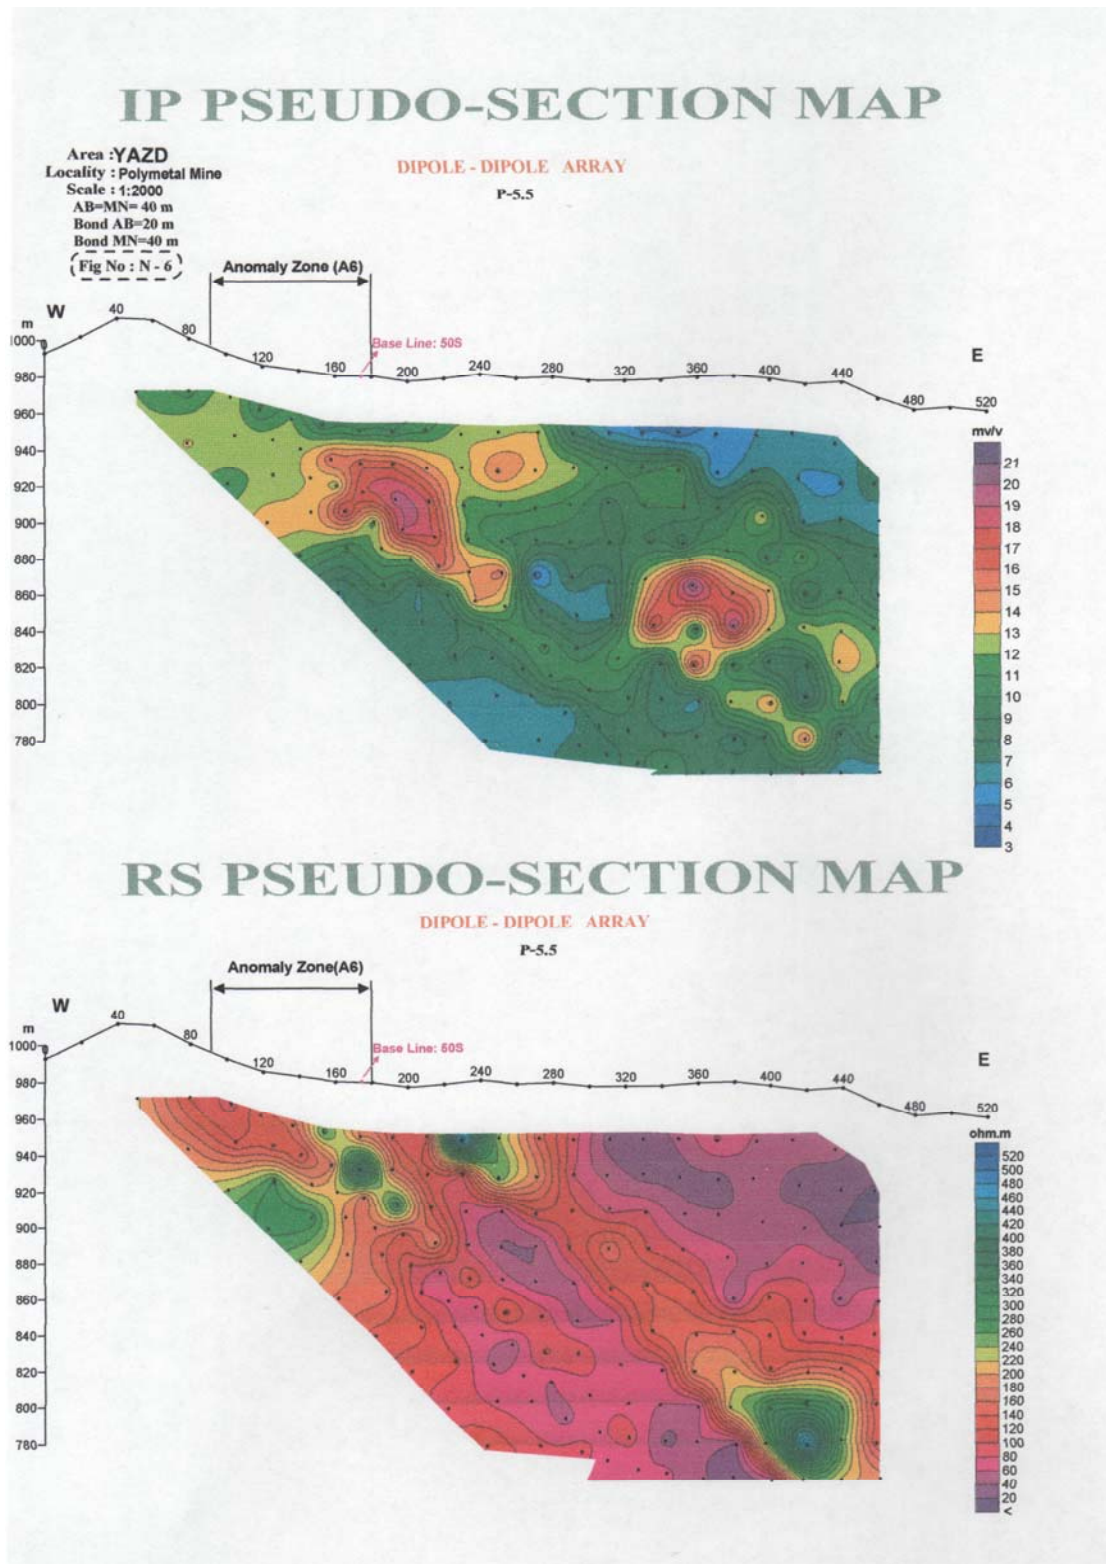 IP PSEUDO-SECTION MAP
Area : YAZD
Locality : Polymetal Mine
Scale : 1:2000
AB=MN= 40 m
Bond AB=20 m
Bond MN=40 m
Fig No : N - 6
DIPOLE - DIPOLE ARRAY
P-5.5
Anomaly Zone (A6)
W
E
m
Base Line: 50S
0 40 80 120 160 200 240 280 320 360 400 440 480 520
1000
980
960
940
920
900
880
860
840
820
800
780
mv/v
21
20
19
18
17
16
15
14
13
12
11
10
9
8
7
6
5
4
3
RS PSEUDO-SECTION MAP
DIPOLE - DIPOLE ARRAY
P-5.5
Anomaly Zone(A6)
W
E
m
Base Line: 50S
0 40 80 120 160 200 240 280 320 360 400 440 480 520
1000
980
960
940
920
900
880
860
840
820
800
780
ohm.m
520
500
480
460
440
420
400
380
360
340
320
300
280
260
240
220
200
180
160
140
120
100
80
60
40
20
<